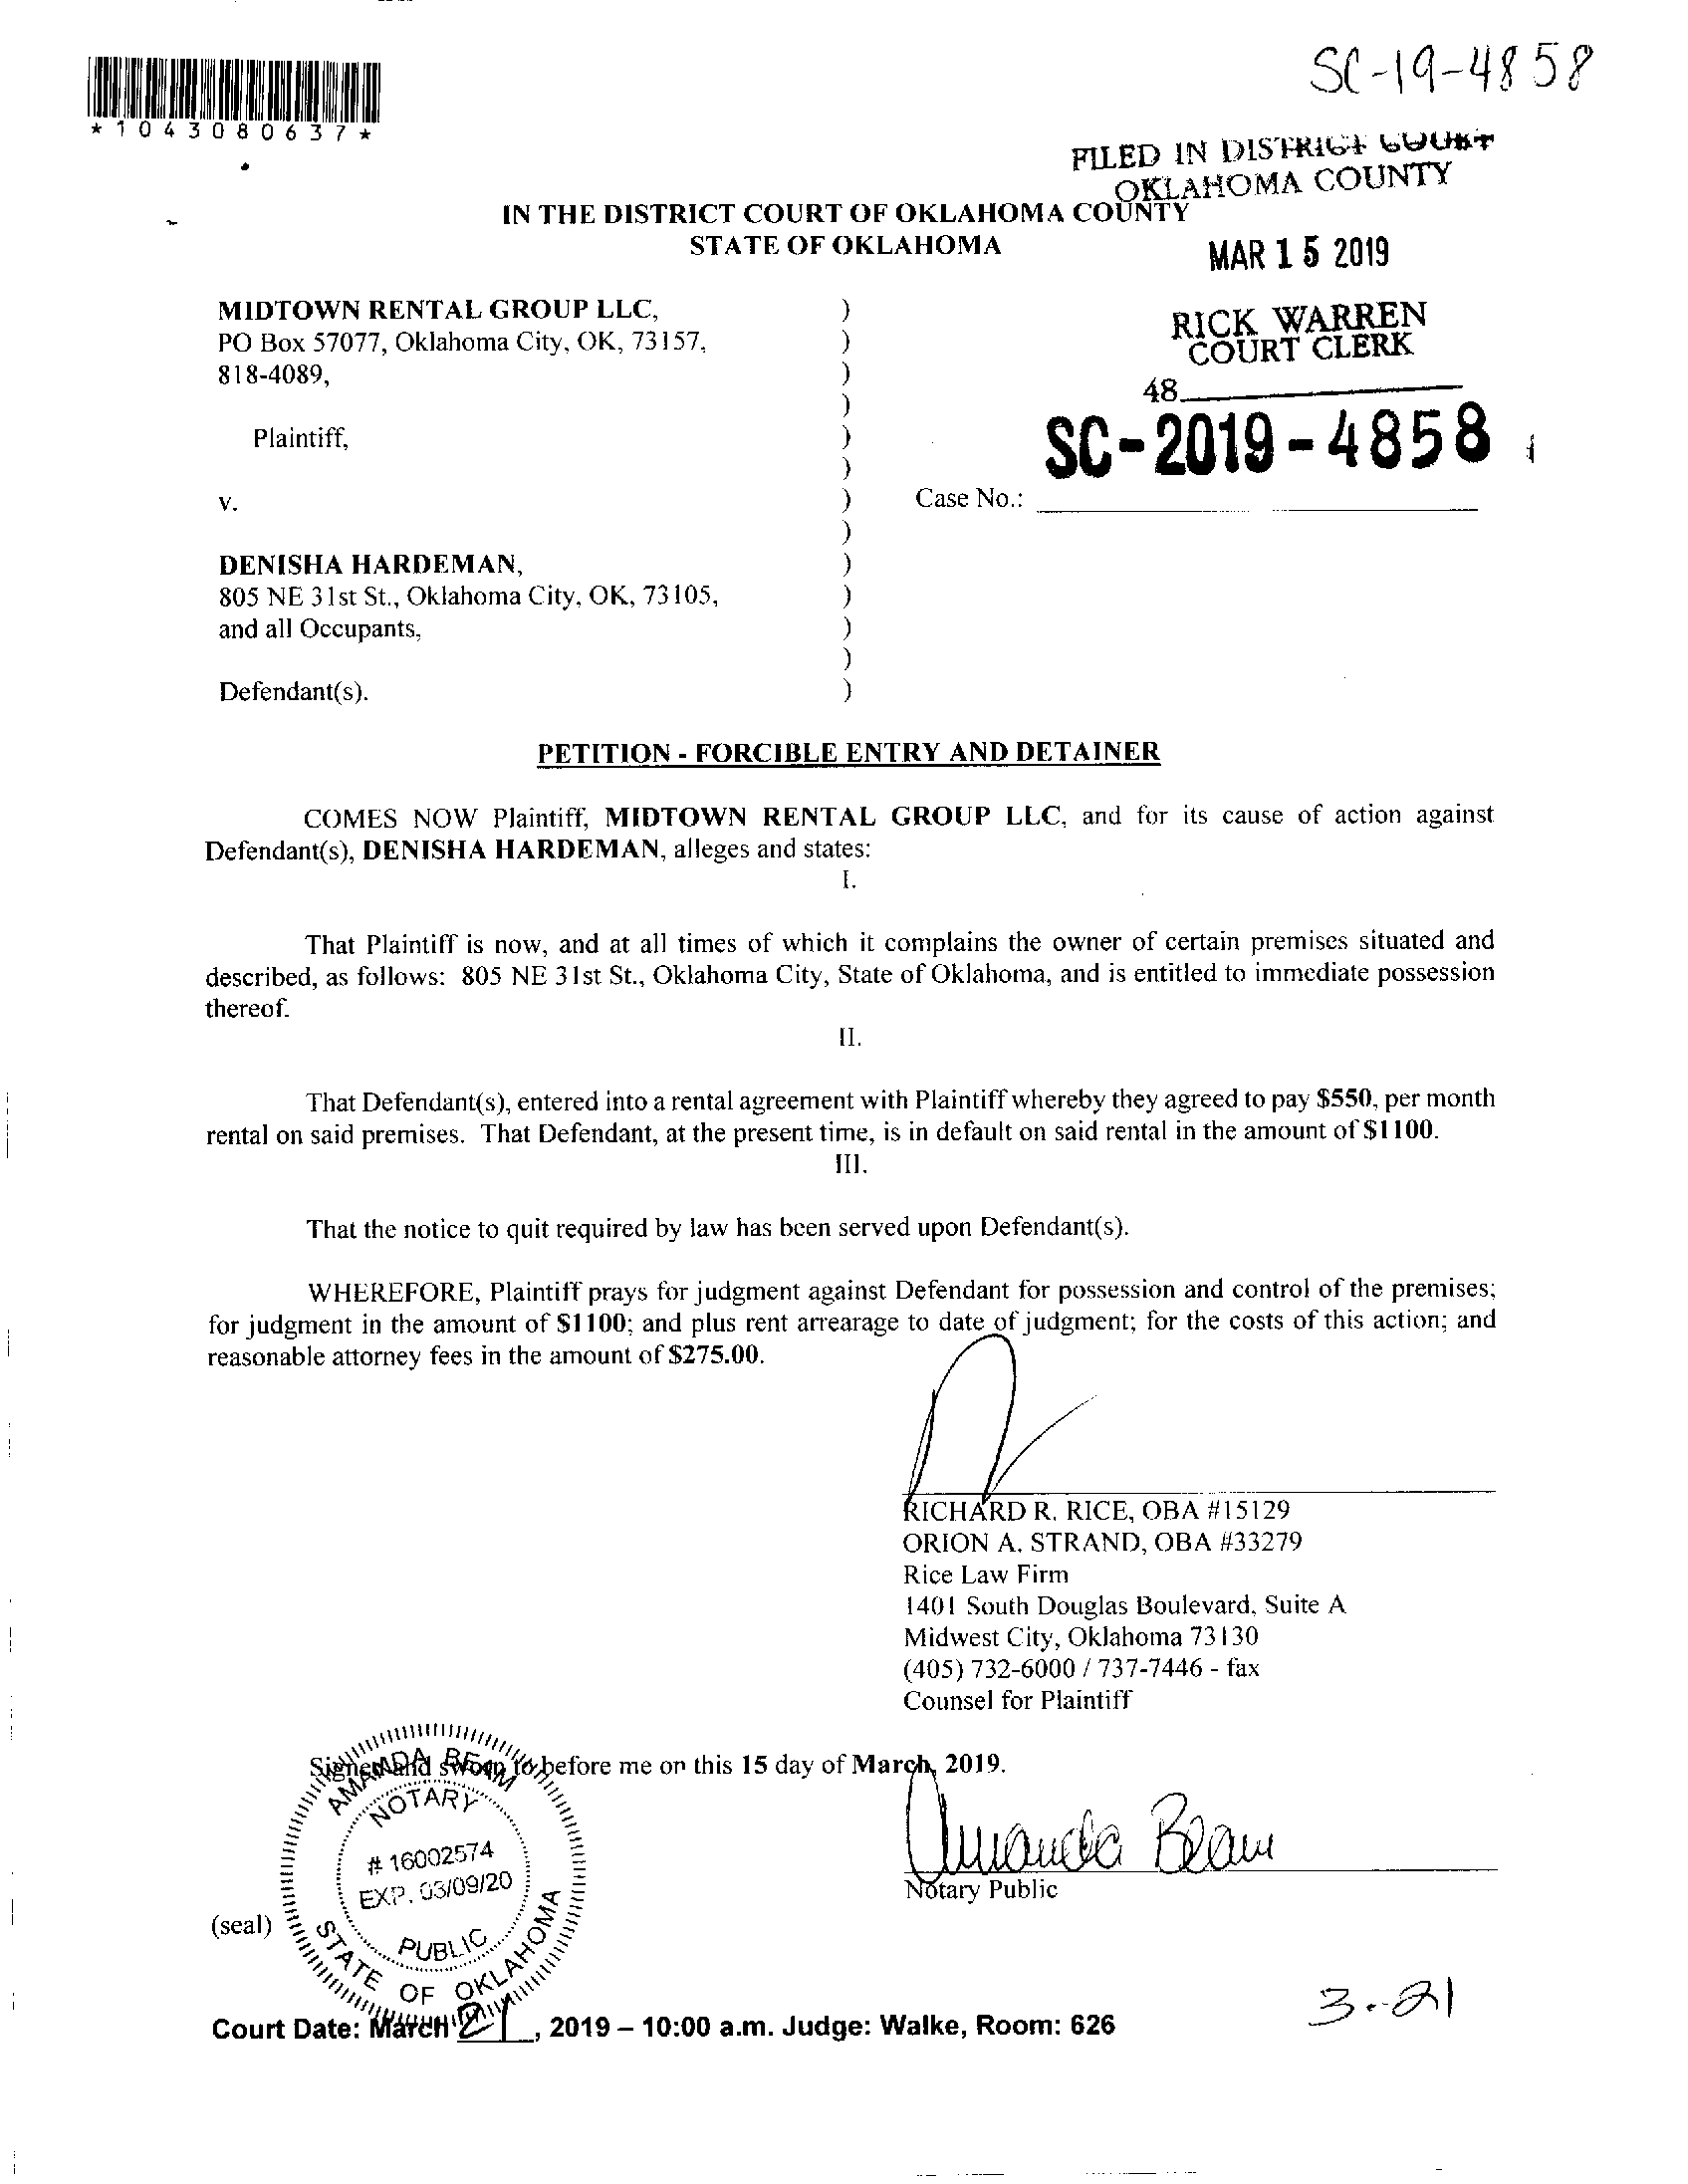 SC-19-4858
*1043080637*
FILED IN DISTRICT COURT
OKLAHOMA COUNTY
IN THE DISTRICT COURT OF OKLAHOMA COUNTY
STATE OF OKLAHOMA
MAR 15 2019
MIDTOWN RENTAL GROUP LLC, )
PO Box 57077, Oklahoma City, OK, 73157, )
818-4089, )
)
Plaintiff, )
)
v. )
)
DENISHA HARDEMAN, )
805 NE 31st St., Oklahoma City, OK, 73105, )
and all Occupants, )
)
Defendant(s). )
RICK WARREN
COURT CLERK
48
SC-2019-4858
Case No.:
PETITION - FORCIBLE ENTRY AND DETAINER
COMES NOW Plaintiff, MIDTOWN RENTAL GROUP LLC, and for its cause of action against
Defendant(s), DENISHA HARDEMAN, alleges and states:
I.
That Plaintiff is now, and at all times of which it complains the owner of certain premises situated and
described, as follows: 805 NE 31st St., Oklahoma City, State of Oklahoma, and is entitled to immediate possession
thereof.
II.
That Defendant(s), entered into a rental agreement with Plaintiff whereby they agreed to pay $550, per month
rental on said premises. That Defendant, at the present time, is in default on said rental in the amount of $1100.
III.
That the notice to quit required by law has been served upon Defendant(s).
WHEREFORE, Plaintiff prays for judgment against Defendant for possession and control of the premises;
for judgment in the amount of $1100; and plus rent arrearage to date of judgment; for the costs of this action; and
reasonable attorney fees in the amount of $275.00.
RICHARD R. RICE, OBA #15129
ORION A. STRAND, OBA #33279
Rice Law Firm
1401 South Douglas Boulevard, Suite A
Midwest City, Oklahoma 73130
(405) 732-6000 / 737-7446 - fax
Counsel for Plaintiff
Signed and sworn to before me on this 15 day of March, 2019.
AMANDA BEAM
NOTARY
# 16002574
EXP. 03/09/20
PUBLIC
STATE OF OKLAHOMA
Amanda Beam
Notary Public
(seal)
3-21
Court Date: March 21, 2019 – 10:00 a.m. Judge: Walke, Room: 626